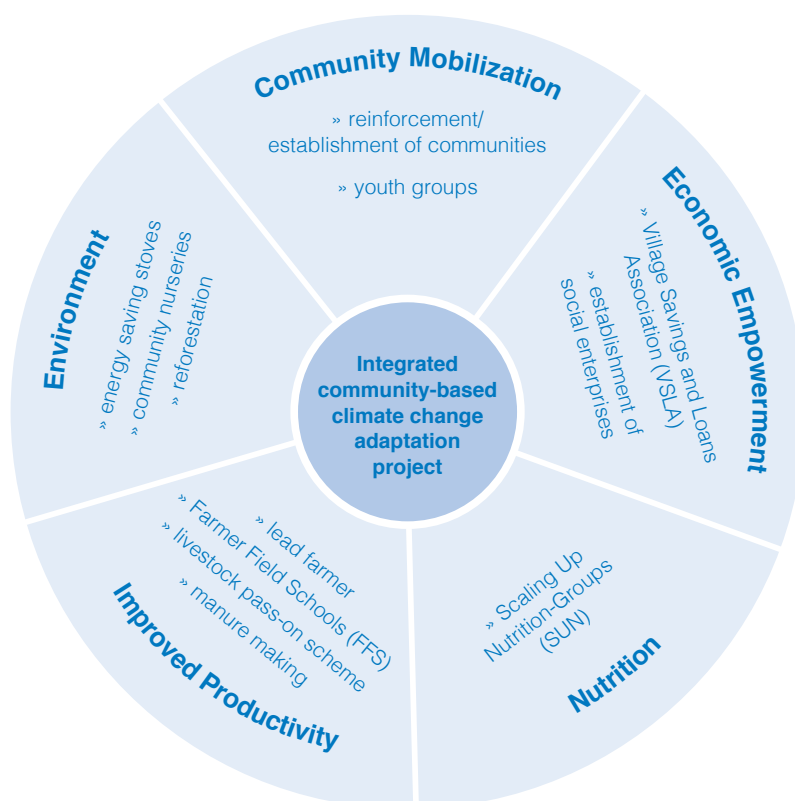 Community Mobilization
» reinforcement/
establishment of communities
» youth groups
Economic Empowerment
» Village Savings and Loans
Association (VSLA)
» establishment of
social enterprises
Nutrition
» Scaling Up
Nutrition-Groups
(SUN)
Improved Productivity
» lead farmer
» Farmer Field Schools (FFS)
» livestock pass-on scheme
» manure making
Environment
» energy saving stoves
» community nurseries
» reforestation
Integrated
community-based
climate change
adaptation
project